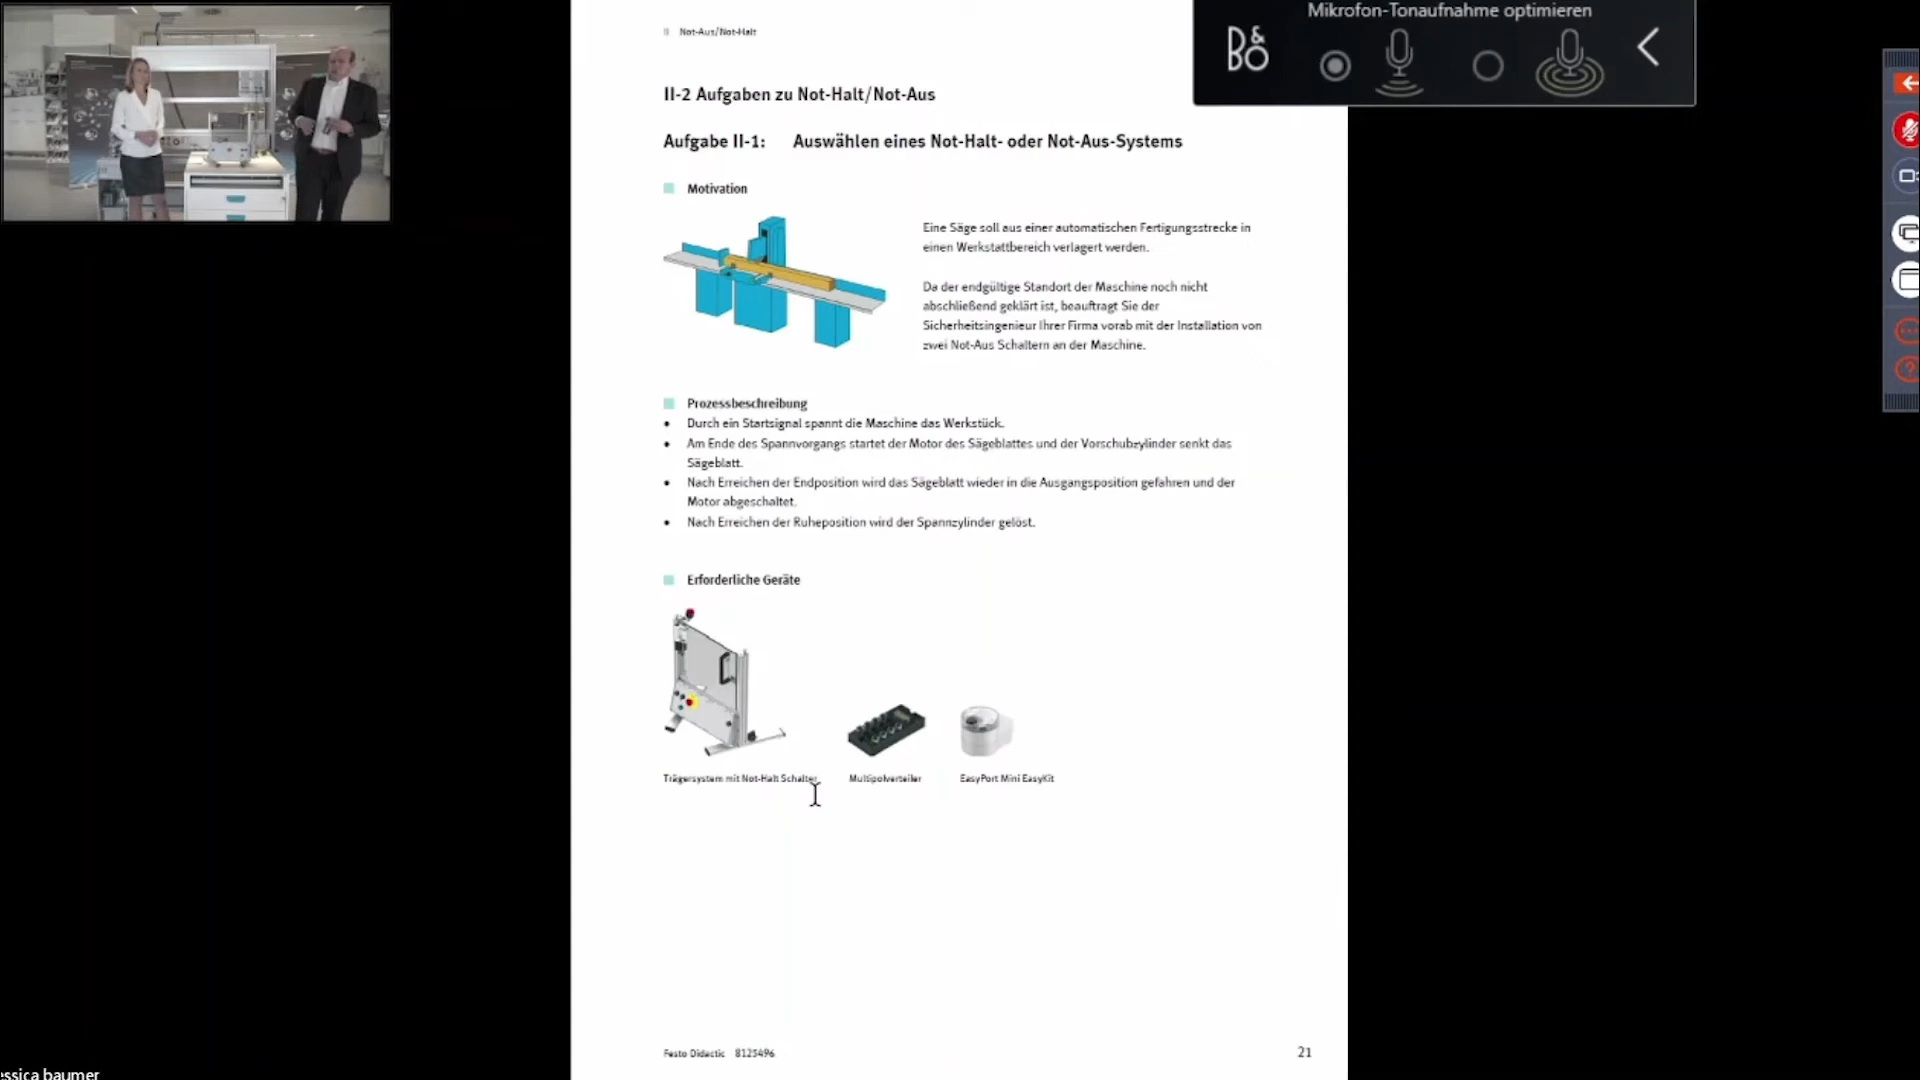 II Not-Aus/Not-Halt
Mikrofon-Tonaufnahme optimieren
B&O
II-2 Aufgaben zu Not-Halt/Not-Aus
Aufgabe II-1: Auswählen eines Not-Halt- oder Not-Aus-Systems
Motivation
Eine Säge soll aus einer automatischen Fertigungsstrecke in
einen Werkstattbereich verlagert werden.
Da der endgültige Standort der Maschine noch nicht
abschließend geklärt ist, beauftragt Sie der
Sicherheitsingenieur Ihrer Firma vorab mit der Installation von
zwei Not-Aus Schaltern an der Maschine.
Prozessbeschreibung
• Durch ein Startsignal spannt die Maschine das Werkstück.
• Am Ende des Spannvorgangs startet der Motor des Sägeblattes und der Vorschubzylinder senkt das
Sägeblatt.
• Nach Erreichen der Endposition wird das Sägeblatt wieder in die Ausgangsposition gefahren und der
Motor abgeschaltet.
• Nach Erreichen der Ruheposition wird der Spannzylinder gelöst.
Erforderliche Geräte
Trägersystem mit Not-Halt Schalter
Multipolverteiler
EasyPort Mini EasyKit
Festo Didactic 8125496
21
essica baumer